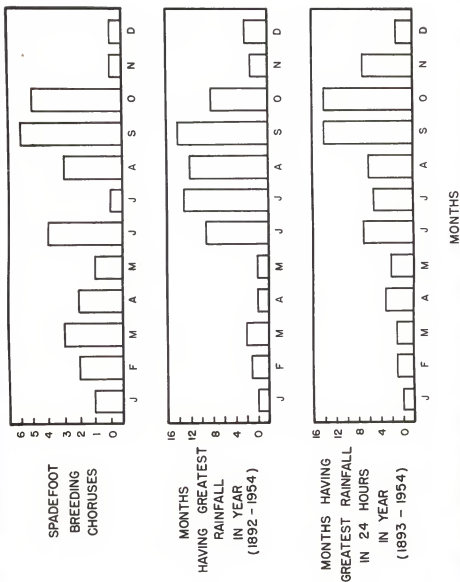 SPADEFOOT
BREEDING
CHORUSES
6
5
4
3
2
1
0
J F M A M J J A S O N D
MONTHS
HAVING GREATEST
RAINFALL
IN YEAR
(1892 - 1954)
16
12
8
4
0
J F M A M J J A S O N D
MONTHS HAVING
GREATEST RAINFALL
IN 24 HOURS
IN YEAR
(1893 - 1954)
16
12
8
4
0
J F M A M J J A S O N D
MONTHS